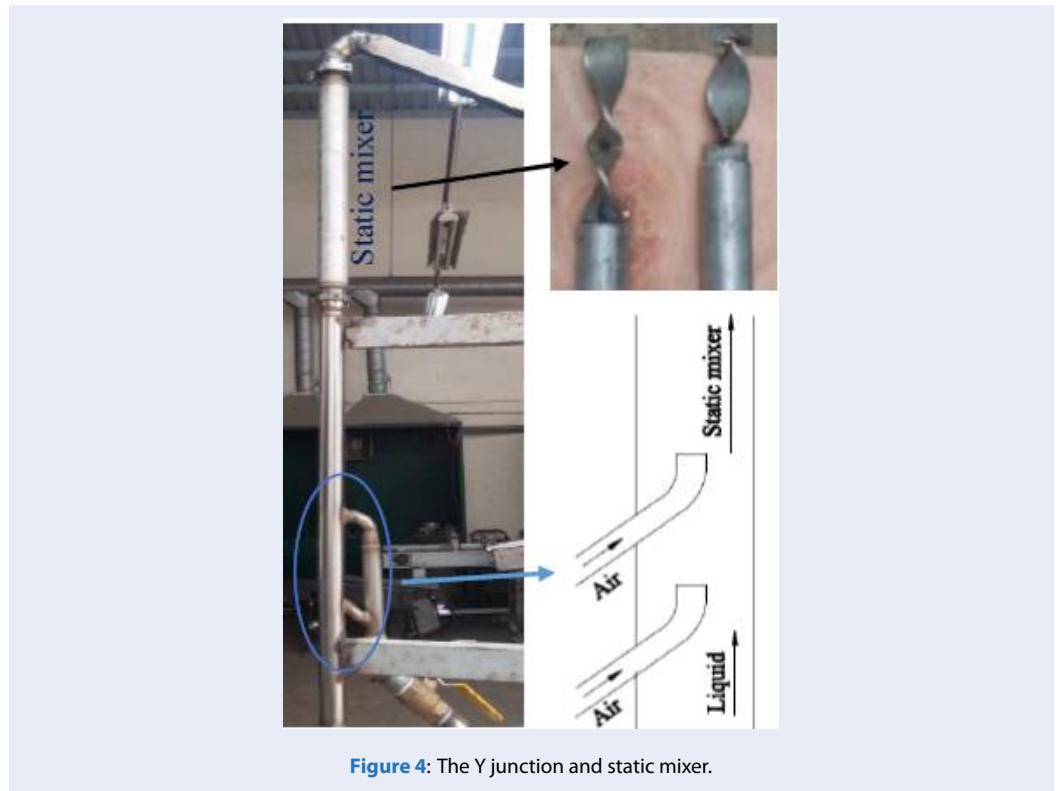 Static mixer
Static mixer
Air
Liquid
Air
Figure 4: The Y junction and static mixer.